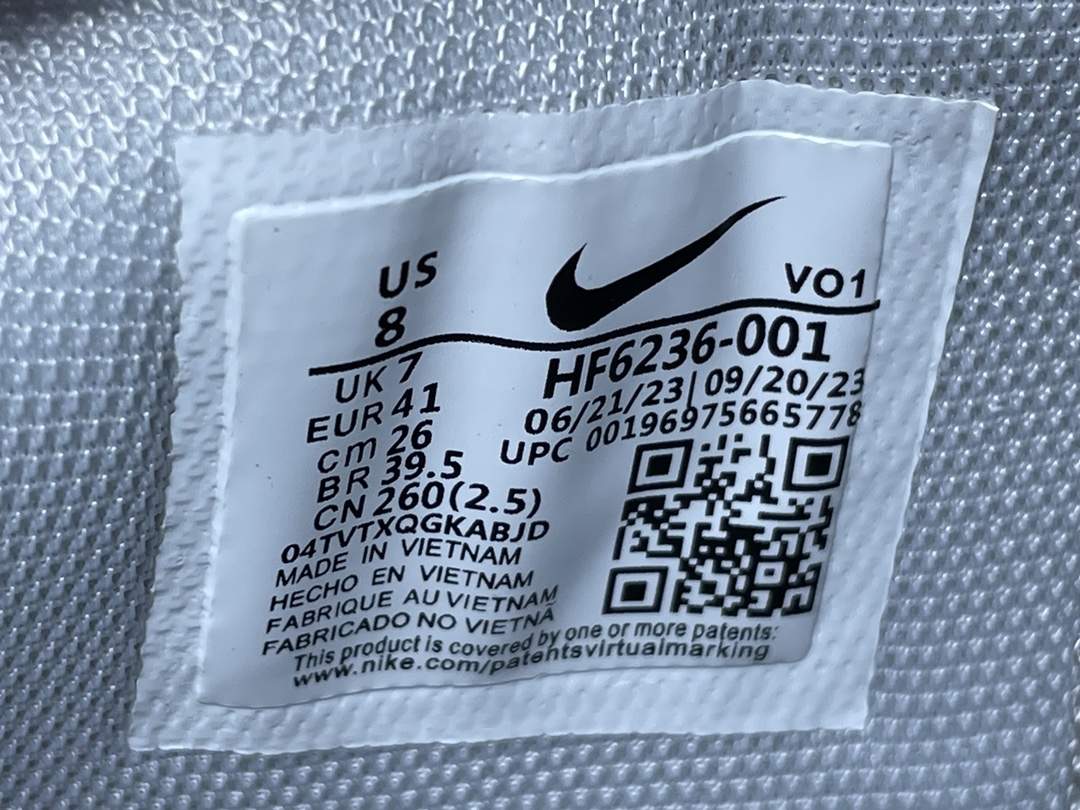 US
8
VO1
UK 7
EUR 41
cm 26
BR 39.5
CN 260(2.5)
04TVTXQGKABJD
MADE IN VIETNAM
HECHO EN VIETNAM
FABRIQUE AU VIETNAM
FABRICADO NO VIETNÃ
HF6236-001
06/21/23|09/20/23
UPC 00196975665778
This product is covered by one or more patents:
www.nike.com/patentsvirtualmarking